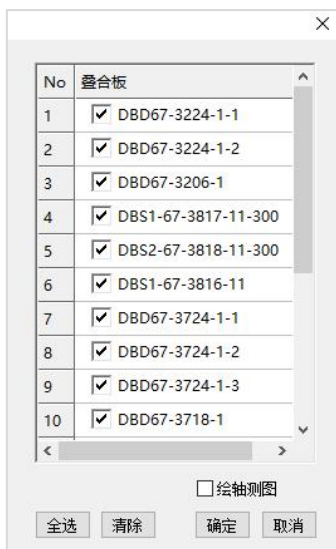 No 叠合板
1 DBD67-3224-1-1
2 DBD67-3224-1-2
3 DBD67-3206-1
4 DBS1-67-3817-11-300
5 DBS2-67-3818-11-300
6 DBS1-67-3816-11
7 DBD67-3724-1-1
8 DBD67-3724-1-2
9 DBD67-3724-1-3
10 DBD67-3718-1
绘轴测图
全选 清除 确定 取消